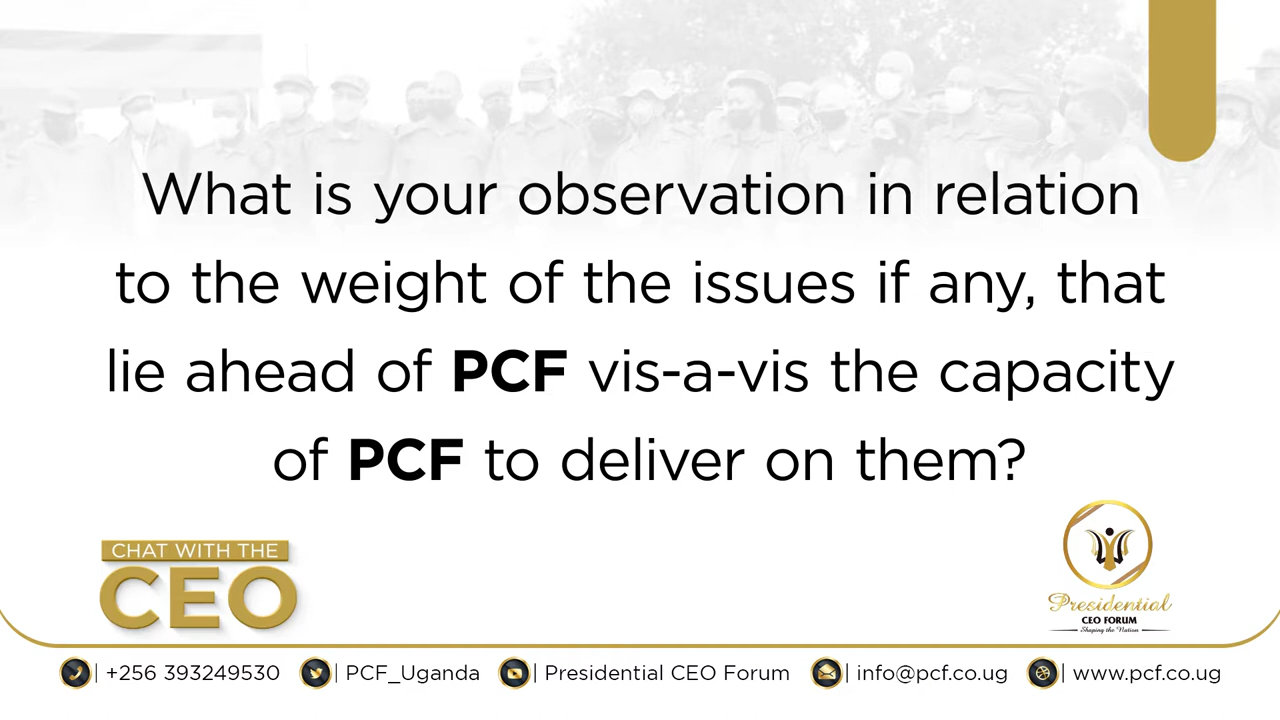 What is your observation in relation
to the weight of the issues if any, that
lie ahead of PCF vis-a-vis the capacity
of PCF to deliver on them?
CHAT WITH THE
CEO
Presidential
CEO FORUM
Shaping the Nation
| +256 393249530 | PCF_Uganda | Presidential CEO Forum | info@pcf.co.ug | www.pcf.co.ug